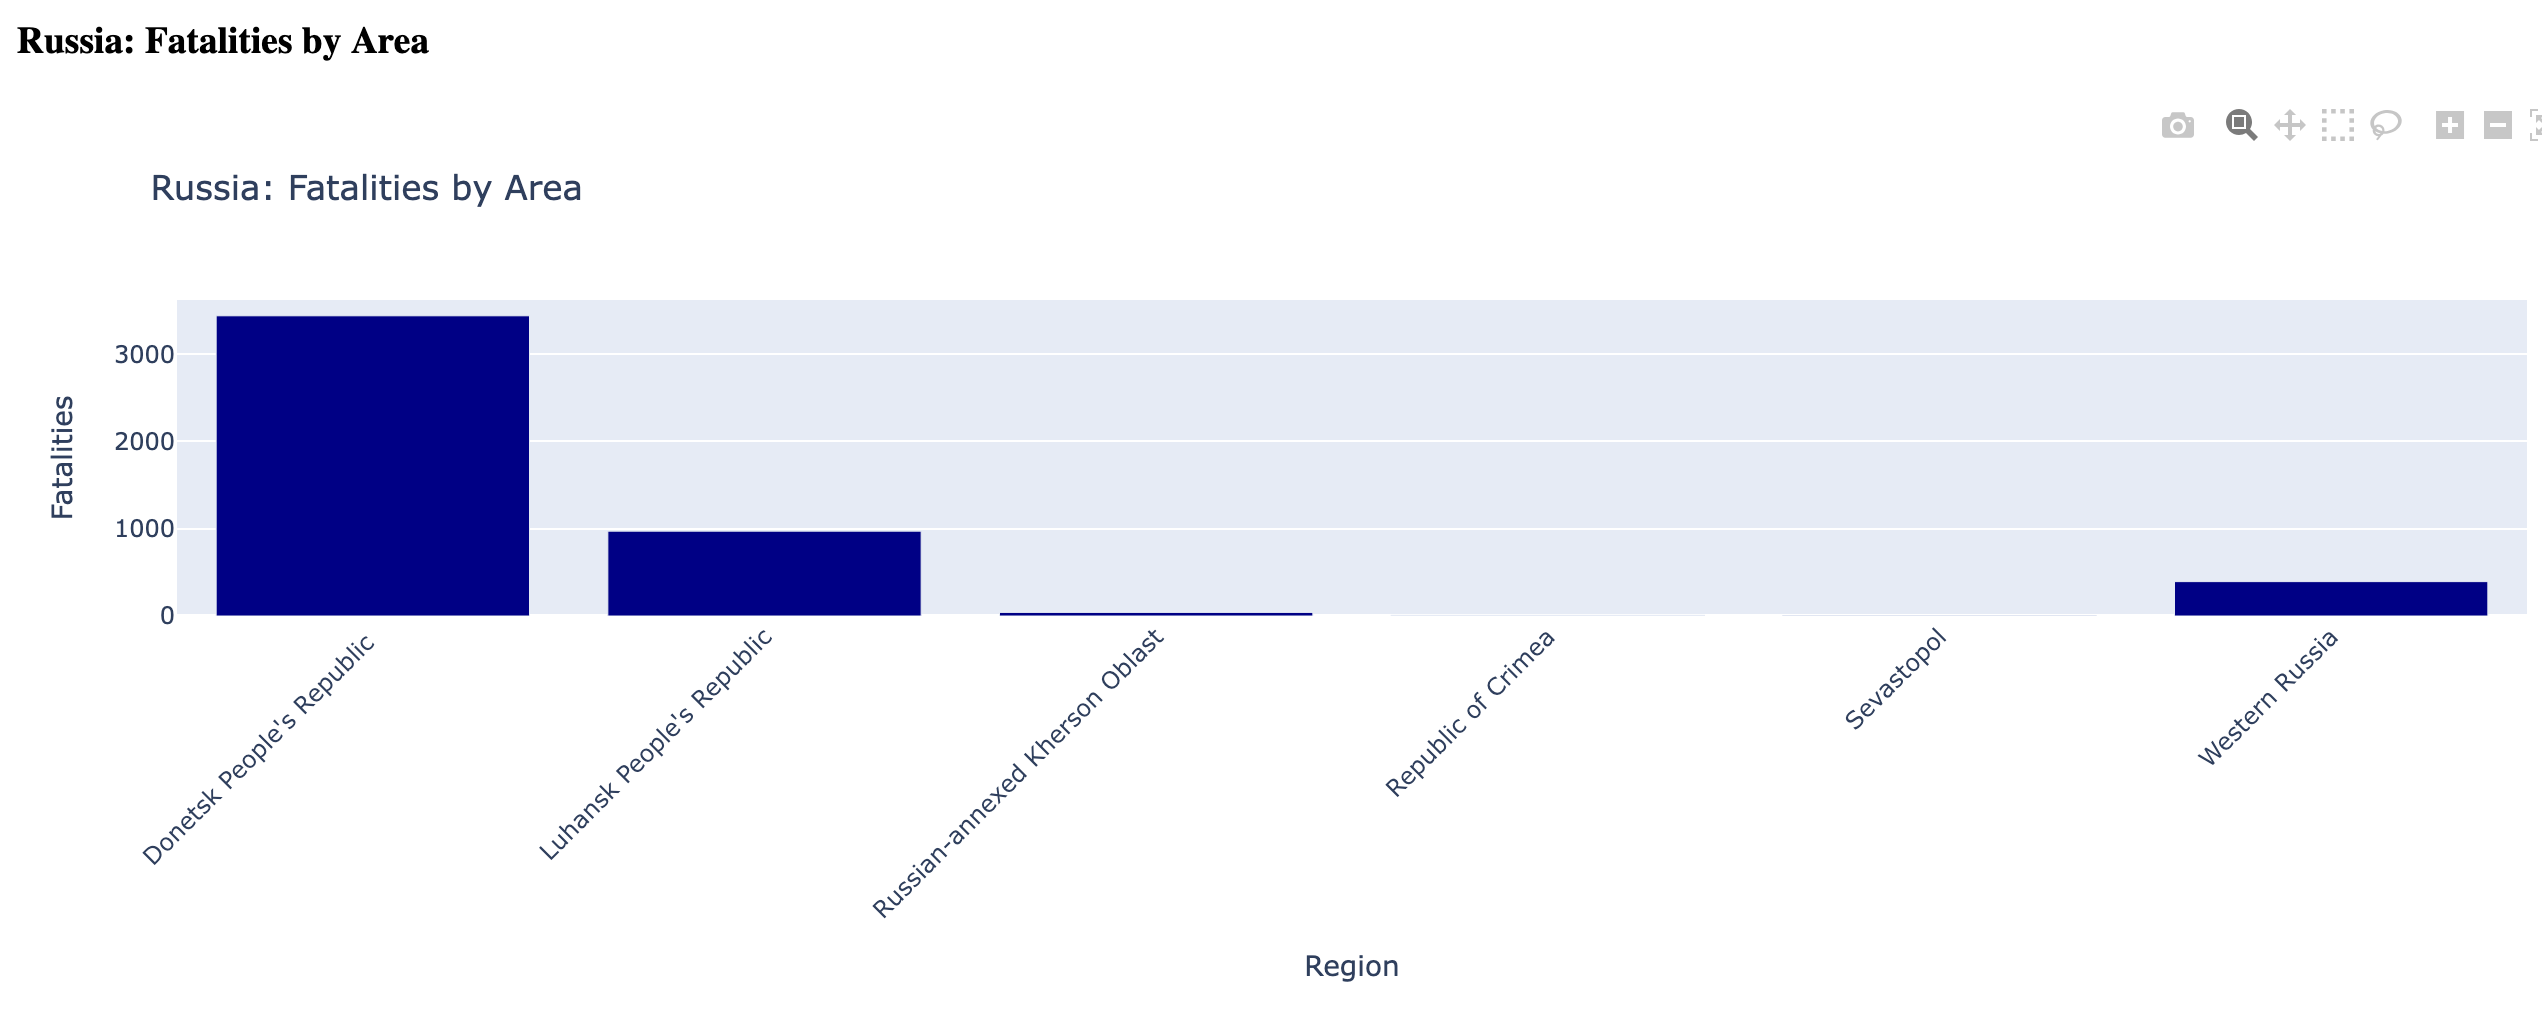 Russia: Fatalities by Area
Russia: Fatalities by Area
3000
2000
1000
0
Fatalities
Donetsk People's Republic
Luhansk People's Republic
Russian-annexed Kherson Oblast
Republic of Crimea
Sevastopol
Western Russia
Region